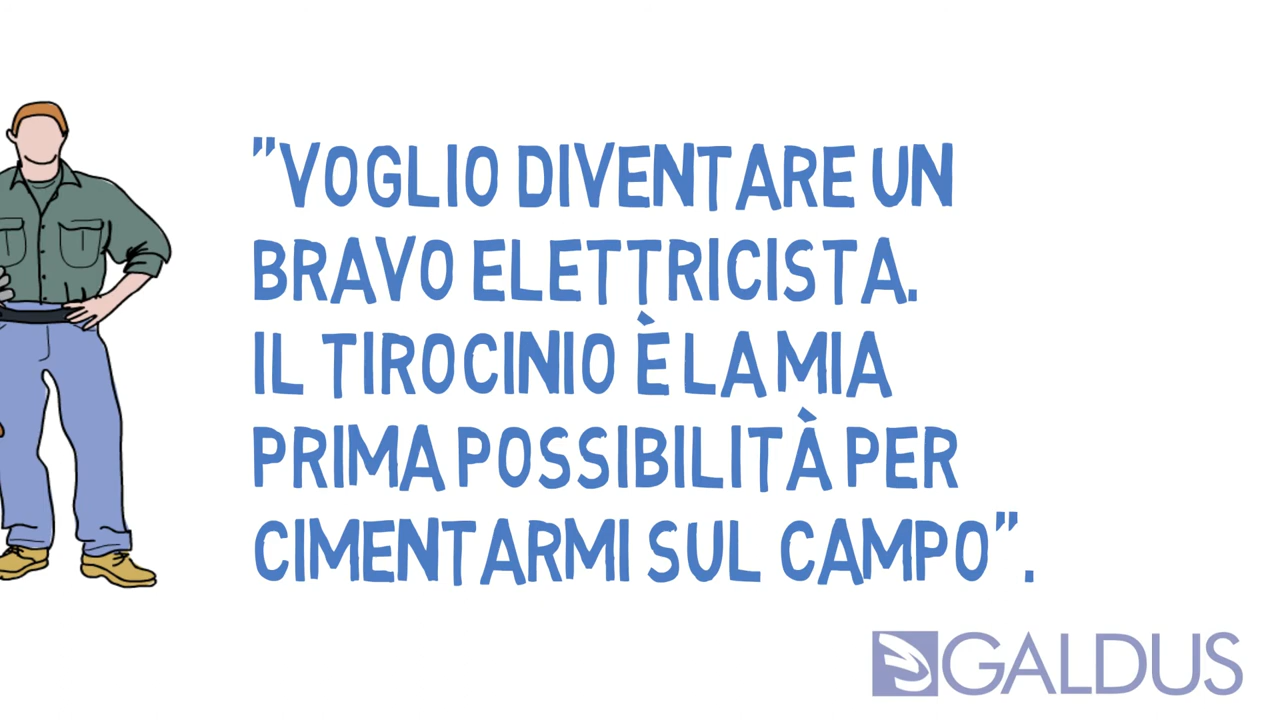 "VOGLIO DIVENTARE UN
BRAVO ELETTRICISTA.
IL TIROCINIO È LA MIA
PRIMA POSSIBILITÀ PER
CIMENTARMI SUL CAMPO".
GALDUS